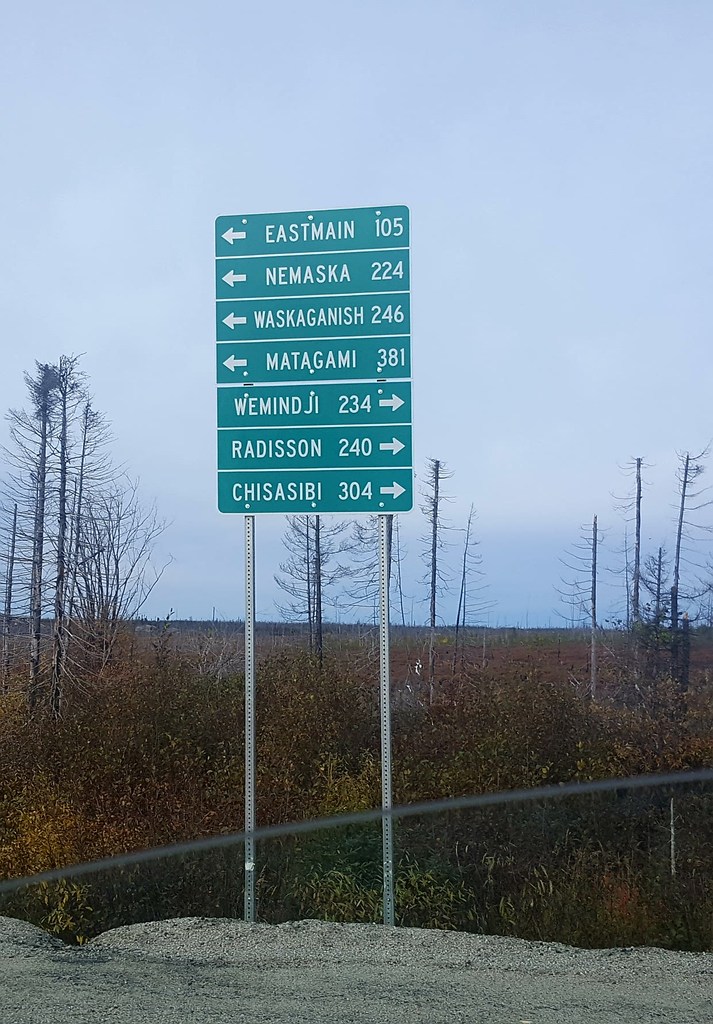 ← EASTMAIN 105
← NEMASKA 224
← WASKAGANISH 246
← MATAGAMI 381
WEMINDJI 234 →
RADISSON 240 →
CHISASIBI 304 →